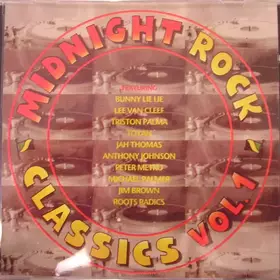 MIDNIGHT ROCK
CLASSICS VOL.1
FEATURING
BUNNY LIE LIE
LEE VAN CLEEF
TRISTON PALMA
TOYAN
JAH THOMAS
ANTHONY JOHNSON
PETER METRO
MICHAEL PALMER
JIM BROWN
ROOTS RADICS